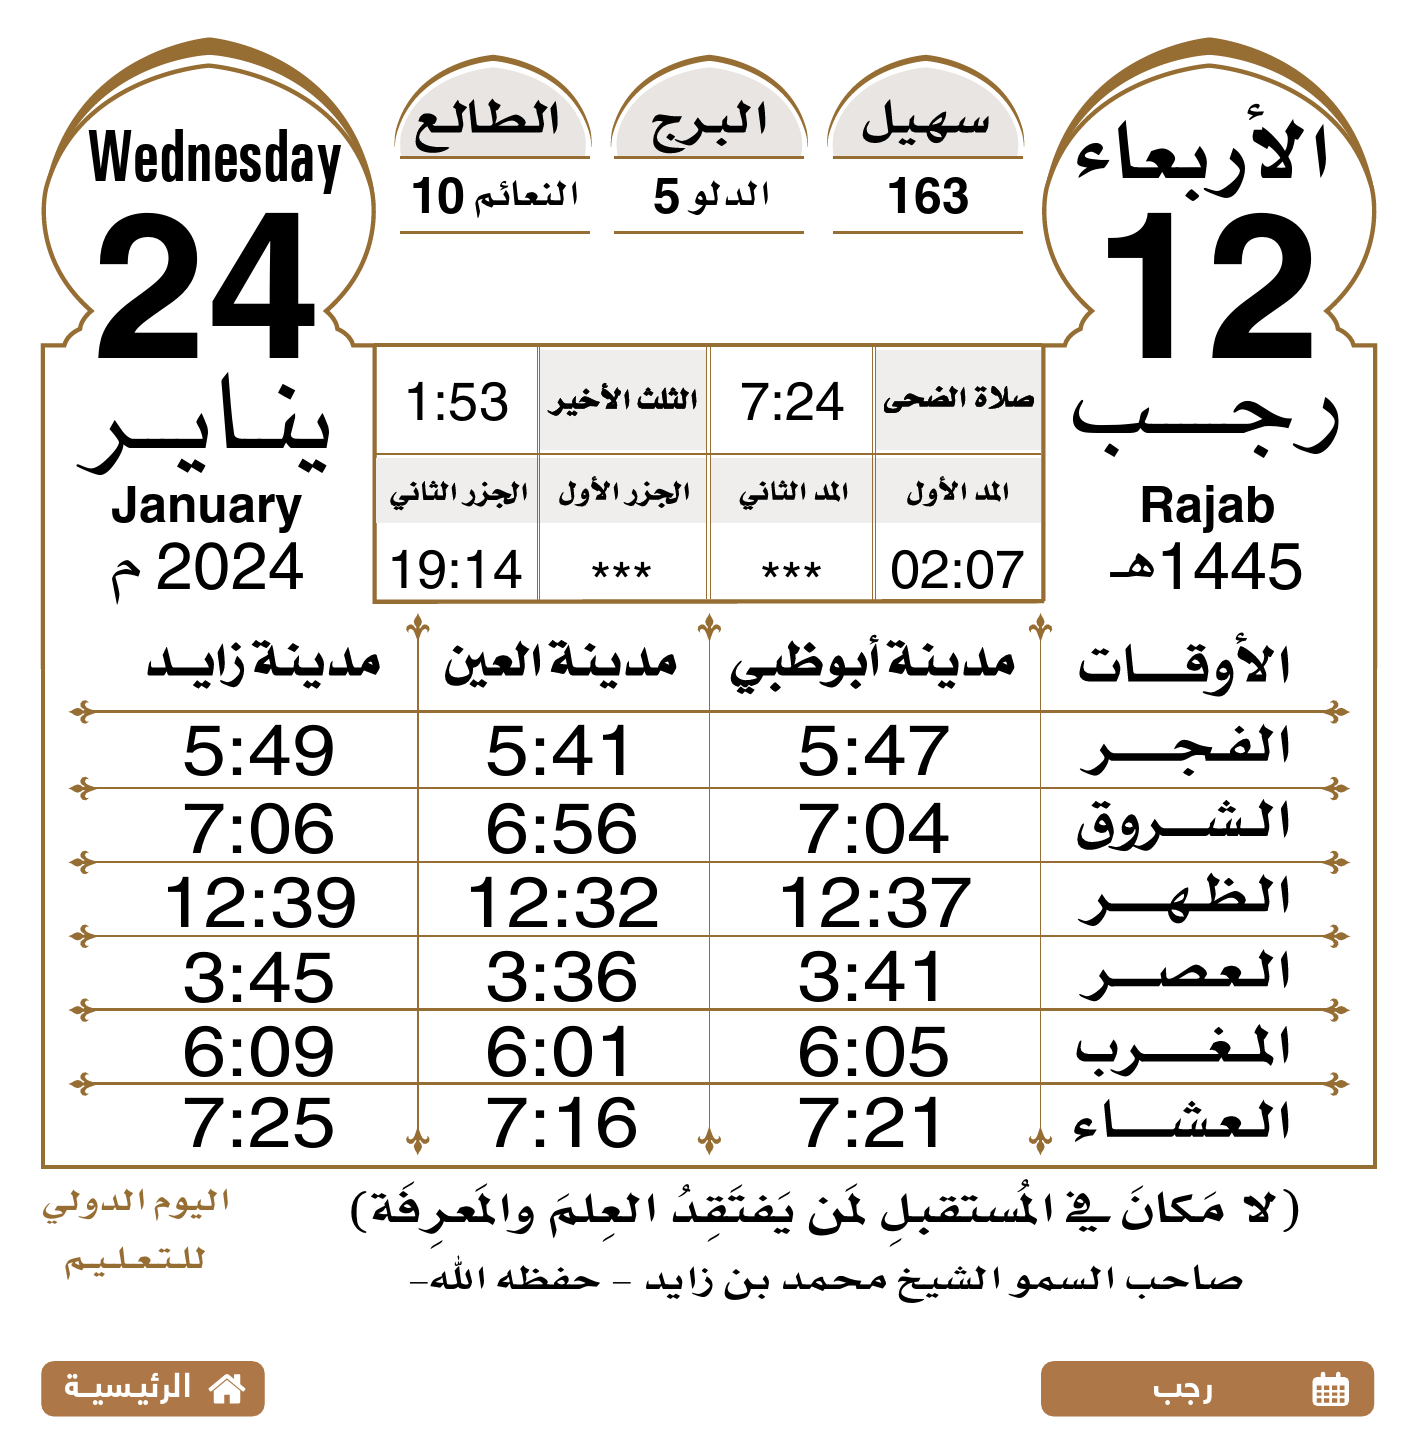 الأربعاء
12
رجب
Rajab
1445هـ
سهيل
163
البرج
الدلو 5
الطالع
النعائم 10
Wednesday
24
يناير
January
2024 م
صلاة الضحى 7:24 الثلث الأخير 1:53
المد الأول المد الثاني الجزر الأول الجزر الثاني
02:07 *** *** 19:14
الأوقات مدينة أبوظبي مدينة العين مدينة زايد
الفجر 5:47 5:41 5:49
الشروق 7:04 6:56 7:06
الظهر 12:37 12:32 12:39
العصر 3:41 3:36 3:45
المغرب 6:05 6:01 6:09
العشاء 7:21 7:16 7:25
(لا مَكانَ في المُستقبلِ لمَن يَفتَقِدُ العِلمَ والمَعرِفَة)
صاحب السمو الشيخ محمد بن زايد - حفظه الله-
اليوم الدولي
للتعليم
رجب
الرئيسية